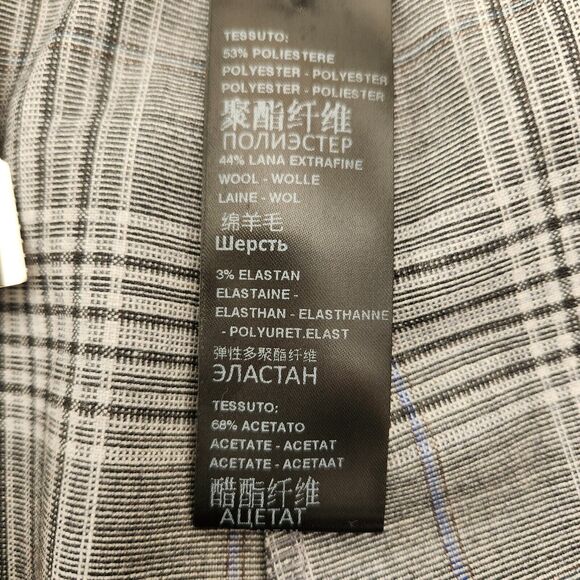 TESSUTO:
53% POLIESTERE
POLYESTER - POLYESTER
POLYESTER - POLIESTER
聚酯纤维
ПОЛИЭСТЕР
44% LANA EXTRAFINE
WOOL - WOLLE
LAINE - WOL
绵羊毛
Шерсть
3% ELASTAN
ELASTAINE -
ELASTHAN - ELASTHANNE
- POLYURET.ELAST
弹性多聚酯纤维
ЭЛАСТАН
TESSUTO:
68% ACETATO
ACETATE - ACETAT
ACETATE - ACETAAT
醋酯纤维
АЦЕТАТ